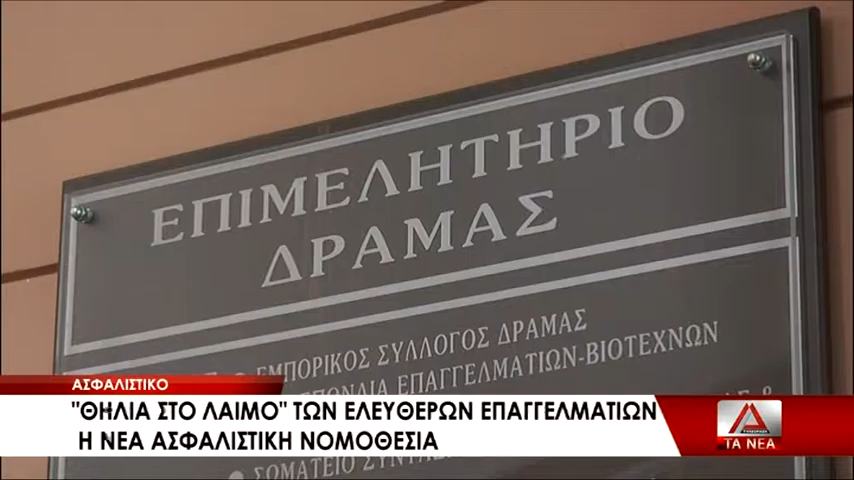 ΕΠΙΜΕΛΗΤΗΡΙΟ
ΔΡΑΜΑΣ
ΕΜΠΟΡΙΚΟΣ ΣΥΛΛΟΓΟΣ ΔΡΑΜΑΣ
ΕΠΑΓΓΕΛΜΑΤΙΩΝ-ΒΙΟΤΕΧΝΩΝ
ΣΩΜΑΤΕΙΟ
ΑΣΦΑΛΙΣΤΙΚΟ
"ΘΗΛΙΑ ΣΤΟ ΛΑΙΜΟ" ΤΩΝ ΕΛΕΥΘΕΡΩΝ ΕΠΑΓΓΕΛΜΑΤΙΩΝ
Η ΝΕΑ ΑΣΦΑΛΙΣΤΙΚΗ ΝΟΜΟΘΕΣΙΑ
ΤΑ ΝΕΑ